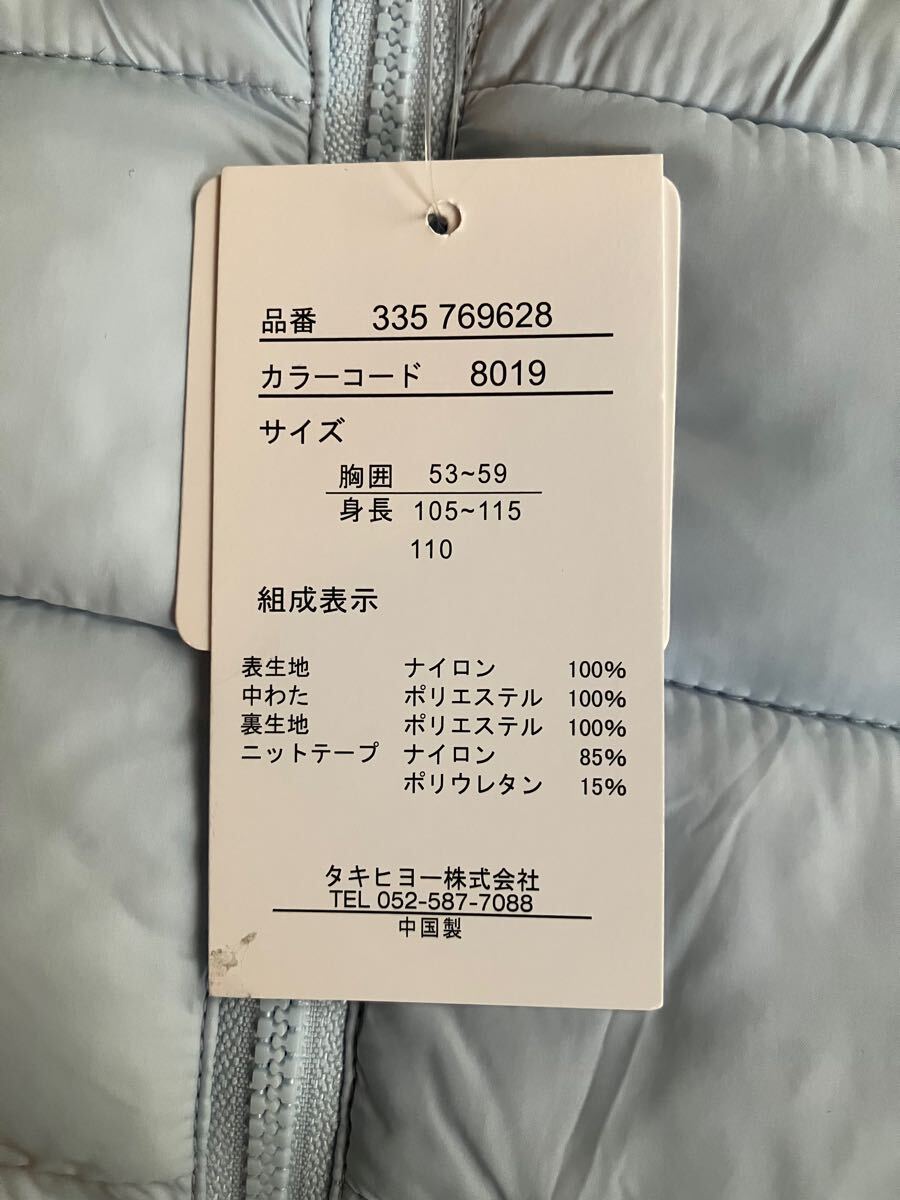 品番 335 769628
カラーコード 8019
サイズ
胸囲 53~59
身長 105~115
110
組成表示
表生地 ナイロン 100%
中わた ポリエステル 100%
裏生地 ポリエステル 100%
ニットテープ ナイロン 85%
ポリウレタン 15%
タキヒヨー株式会社
TEL 052-587-7088
中国製